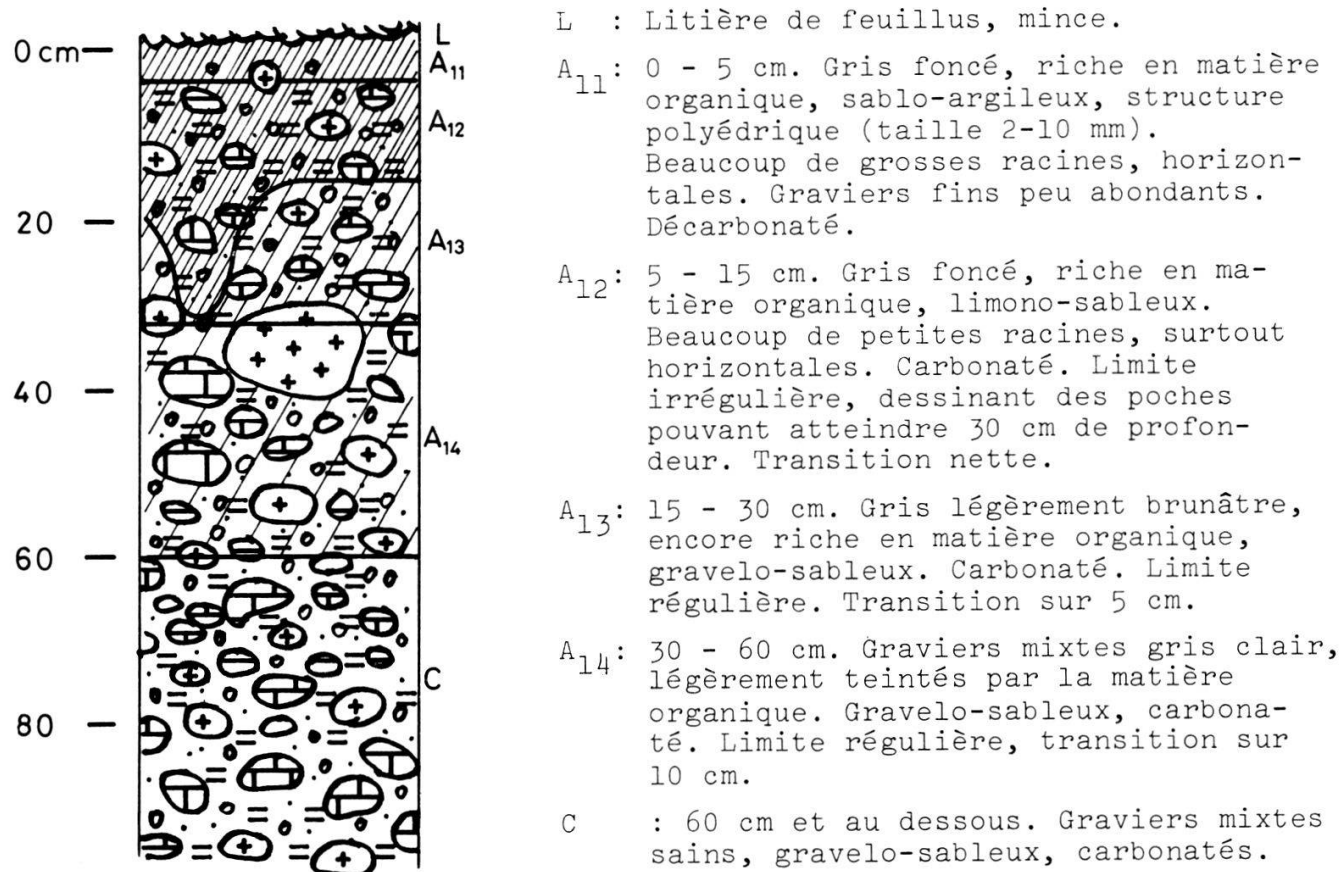 0 cm
20
40
60
80
L
A11
A12
A13
A14
C
L : Litière de feuillus, mince.
A11: 0 - 5 cm. Gris foncé, riche en matière
organique, sablo-argileux, structure
polyédrique (taille 2-10 mm).
Beaucoup de grosses racines, horizon-
tales. Graviers fins peu abondants.
Décarbonaté.
A12: 5 - 15 cm. Gris foncé, riche en ma-
tière organique, limono-sableux.
Beaucoup de petites racines, surtout
horizontales. Carbonaté. Limite
irrégulière, dessinant des poches
pouvant atteindre 30 cm de profon-
deur. Transition nette.
A13: 15 - 30 cm. Gris légèrement brunâtre,
encore riche en matière organique,
gravelo-sableux. Carbonaté. Limite
régulière. Transition sur 5 cm.
A14: 30 - 60 cm. Graviers mixtes gris clair,
légèrement teintés par la matière
organique. Gravelo-sableux, carbona-
té. Limite régulière, transition sur
10 cm.
C : 60 cm et au dessous. Graviers mixtes
sains, gravelo-sableux, carbonatés.